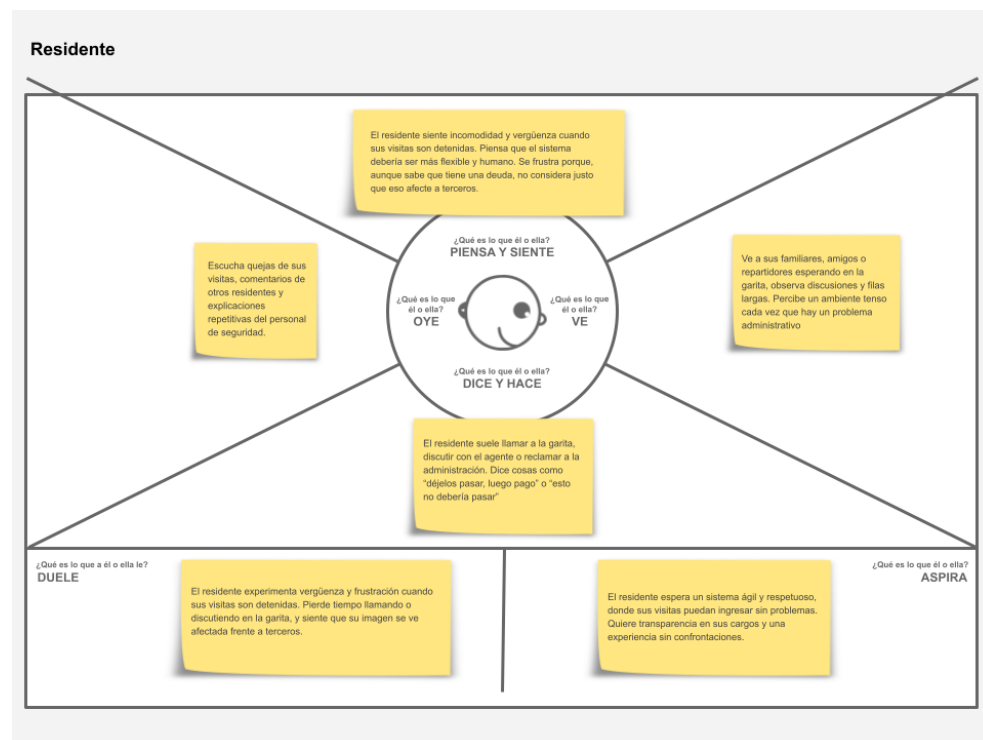 Residente
El residente siente incomodidad y vergüenza cuando
sus visitas son detenidas. Piensa que el sistema
debería ser más flexible y humano. Se frustra porque,
aunque sabe que tiene una deuda, no considera justo
que eso afecte a terceros.
¿Qué es lo que él o ella?
PIENSA Y SIENTE
Escucha quejas de sus
visitas, comentarios de
otros residentes y
explicaciones
repetitivas del personal
de seguridad.
¿Qué es lo que
él o ella?
OYE
¿Qué es lo que
él o ella?
VE
Ve a sus familiares, amigos o
repartidores esperando en la
garita, observa discusiones y filas
largas. Percibe un ambiente tenso
cada vez que hay un problema
administrativo
¿Qué es lo que él o ella?
DICE Y HACE
El residente suele llamar a la garita,
discutir con el agente o reclamar a la
administración. Dice cosas como
“déjelos pasar, luego pago” o “esto
no debería pasar”
¿Qué es lo que a él o ella le?
DUELE
El residente experimenta vergüenza y frustración cuando
sus visitas son detenidas. Pierde tiempo llamando o
discutiendo en la garita, y siente que su imagen se ve
afectada frente a terceros.
¿Qué es lo que él o ella?
ASPIRA
El residente espera un sistema ágil y respetuoso,
donde sus visitas puedan ingresar sin problemas.
Quiere transparencia en sus cargos y una
experiencia sin confrontaciones.